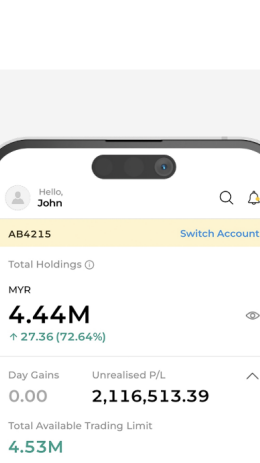 Hello,
John
AB4215 Switch Account
Total Holdings
MYR
4.44M
↑ 27.36 (72.64%)
Day Gains Unrealised P/L
0.00 2,116,513.39
Total Available Trading Limit
4.53M